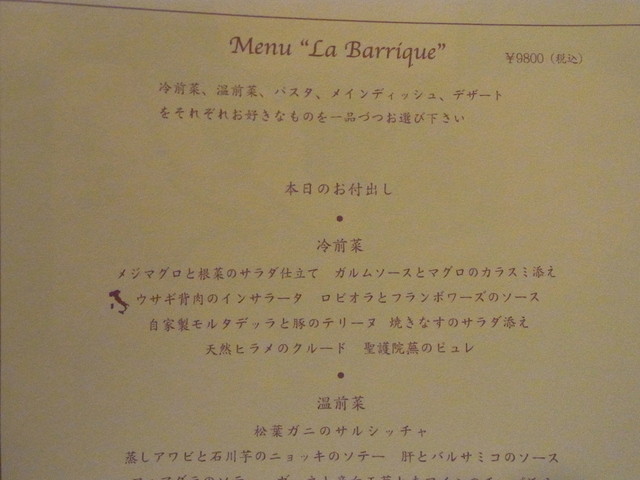 Menu “La Barrique”
¥9800（税込）
冷前菜、温前菜、パスタ、メインディッシュ、デザート
をそれぞれお好きなものを一品づつお選び下さい
本日のお付出し
●
冷前菜
メジマグロと根菜のサラダ仕立て　ガルムソースとマグロのカラスミ添え
ウサギ背肉のインサラータ　ロビオラとフランボワーズのソース
自家製モルタデッラと豚のテリーヌ　焼きなすのサラダ添え
天然ヒラメのクルード　聖護院蕪のピュレ
●
温前菜
松葉ガニのサルシッチャ
蒸しアワビと石川芋のニョッキのソテー　肝とバルサミコのソース